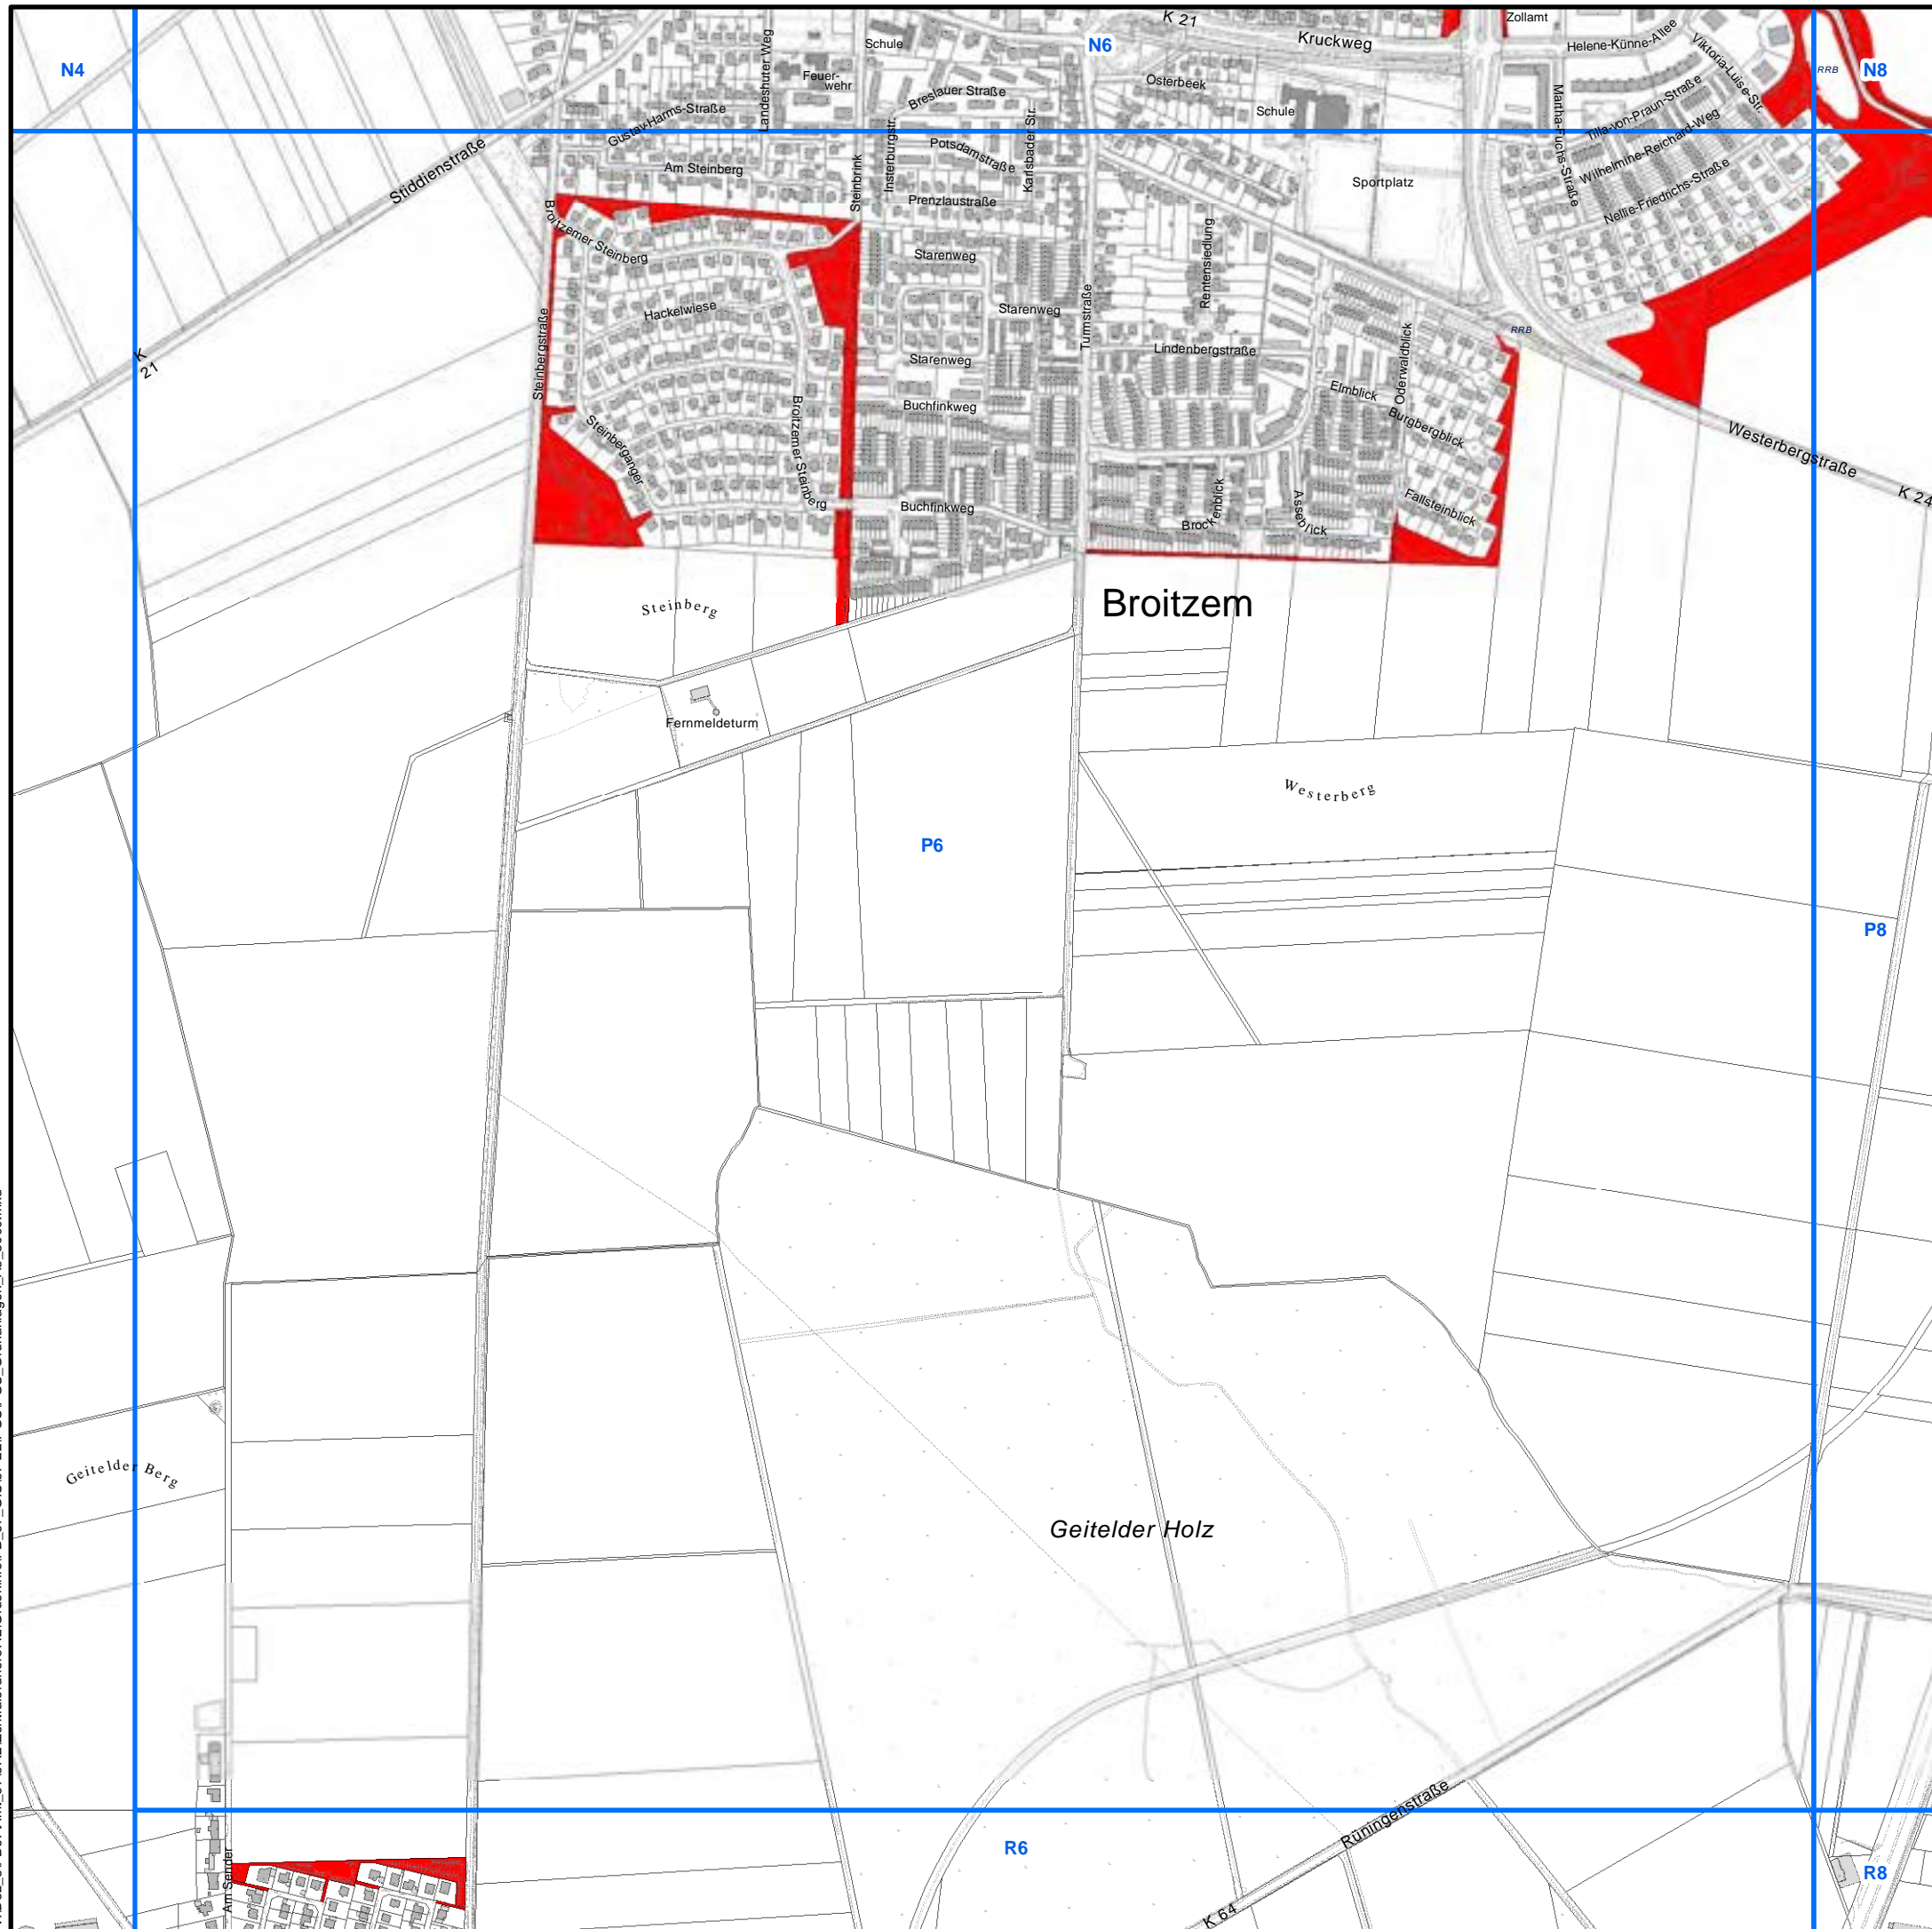 K 21
Zollamt
N6
Kruckweg
Helene-Künne-Allee
Viktoria-Luise-Str.
N4
Schule
Landeshuter Weg
Feuer-
wehr
Osterbeek
RRB
N8
Breslauer Straße
Schule
Martha-Fuchs-Straße
Tilla-von-Praun-Straße
Gustav-Harms-Straße
Insterburgstr.
Karlsbader Str.
Wilhelmine-Reichard-Weg
Stiddienstraße
Am Steinberg
Steinbrink
Potsdamstraße
Sportplatz
Nellie-Friedrichs-Straße
Prenzlaustraße
Broitzemer Steinberg
Starenweg
Rentensiedlung
Hackelwiese
Starenweg
Turmstraße
RRB
K
21
Steinbergstraße
Starenweg
Lindenbergstraße
Oderwaldblick
Elmblick
Buchfinkweg
Burgbergblick
Steinberganger
Broitzemer Steinberg
Westerbergstraße
K 24
Buchfinkweg
Brockenblick
Asseblick
Fallsteinblick
Steinberg
Broitzem
Fernmeldeturm
Westerberg
P6
P8
Geitelder Berg
Geitelder Holz
Rüningenstraße
R6
R8
Am Sender
K 64